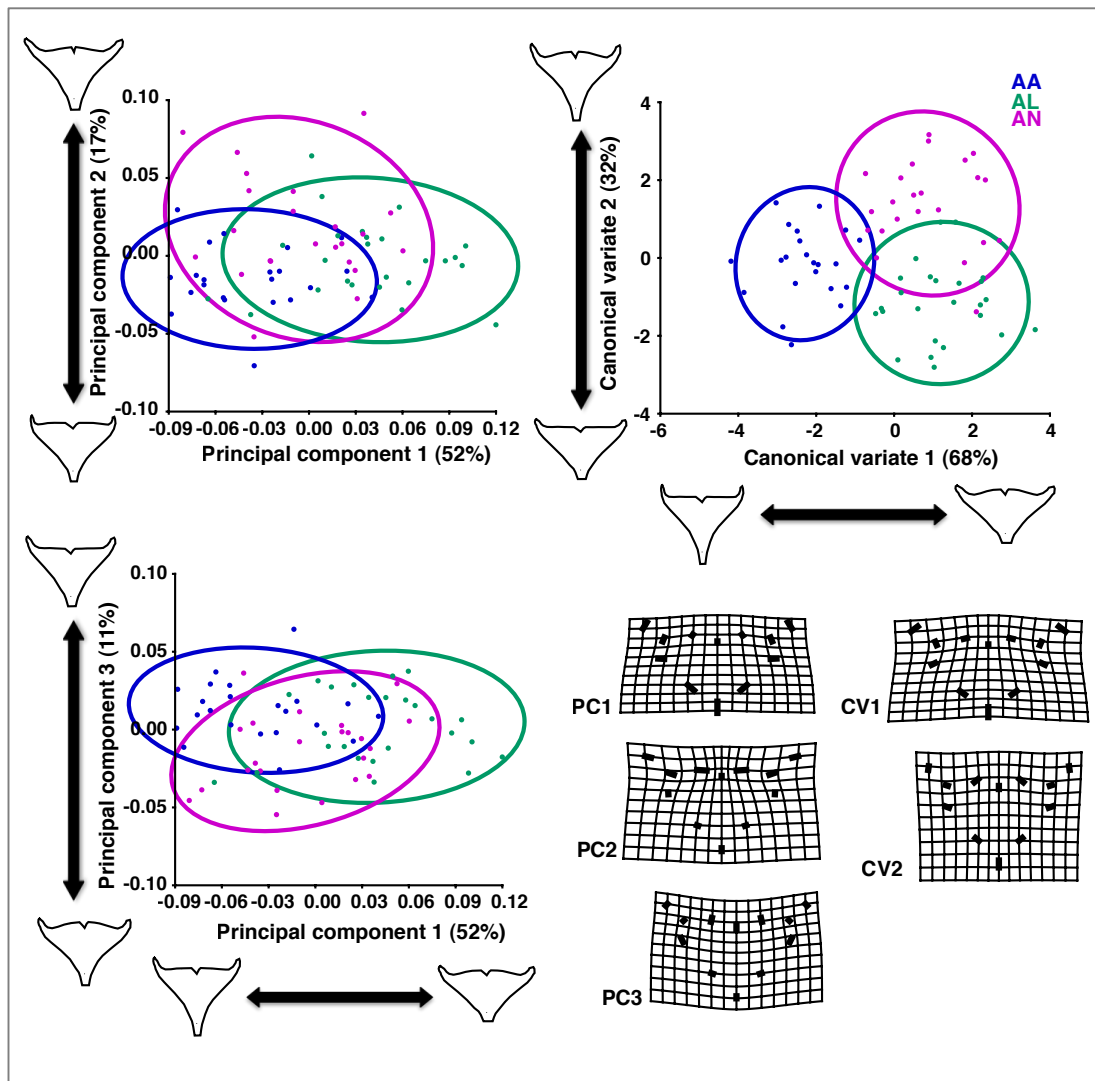 0.10
0.05
0.00
-0.05
-0.10
Principal component 2 (17%)
-0.09 -0.06 -0.03 0.00 0.03 0.06 0.09 0.12
Principal component 1 (52%)
AA
AL
AN
4
2
0
-2
-4
Canonical variate 2 (32%)
-6 -4 -2 0 2 4
Canonical variate 1 (68%)
0.10
0.05
0.00
-0.05
-0.10
Principal component 3 (11%)
-0.09 -0.06 -0.03 0.00 0.03 0.06 0.09 0.12
Principal component 1 (52%)
PC1
CV1
PC2
CV2
PC3